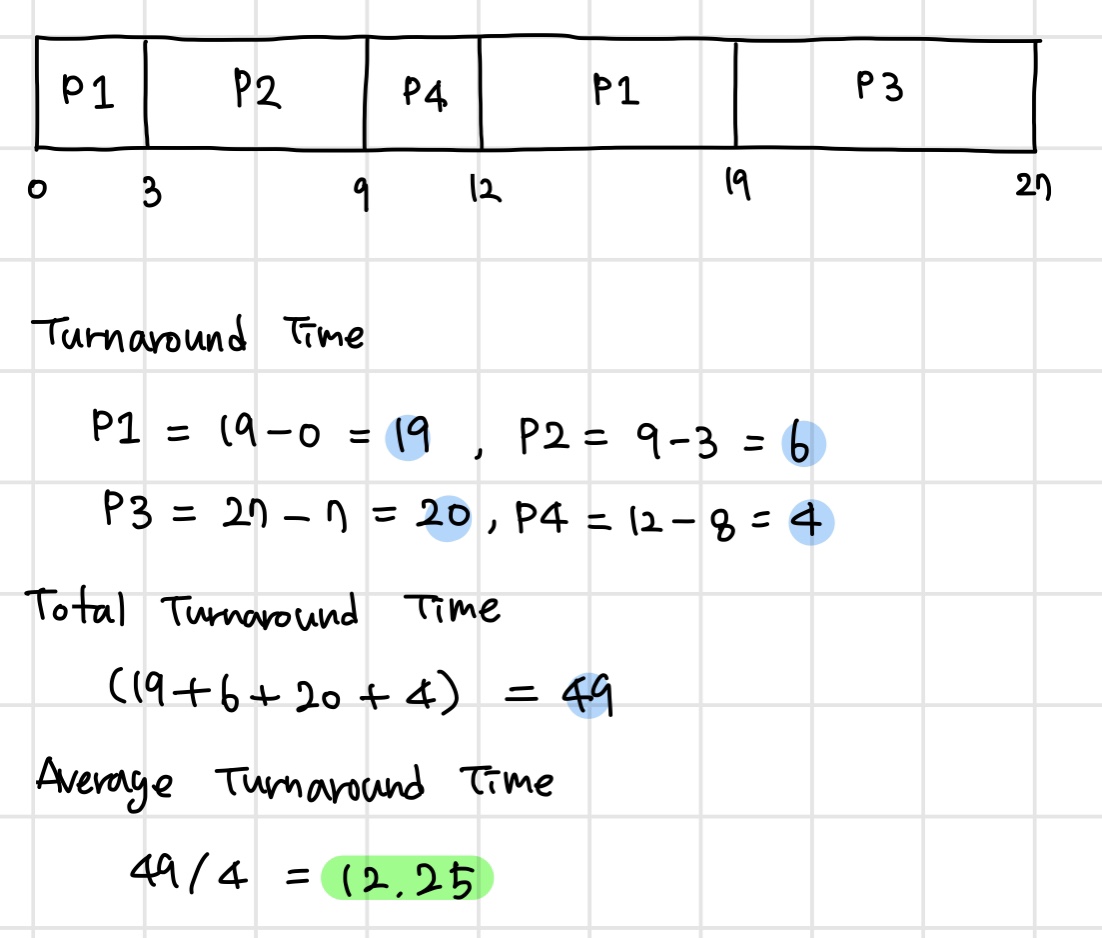 P1 P2 P4 P1 P3
0 3 9 12 19 27
Turnaround Time
P1 = 19-0 = 19 , P2 = 9-3 = 6
P3 = 27-7 = 20, P4 = 12-8 = 4
Total Turnaround Time
(19+6+20+4) = 49
Average Turnaround Time
49/4 = 12.25